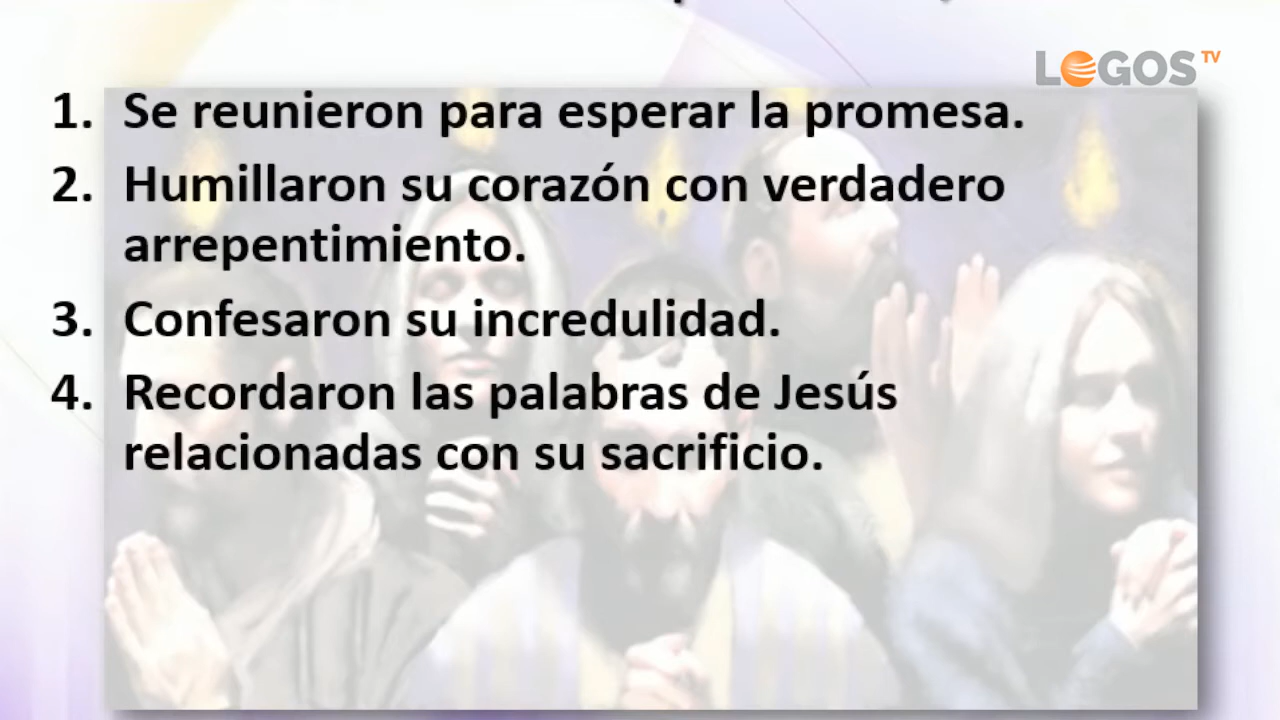 LOGOS TV
1. Se reunieron para esperar la promesa.
2. Humillaron su corazón con verdadero
arrepentimiento.
3. Confesaron su incredulidad.
4. Recordaron las palabras de Jesús
relacionadas con su sacrificio.